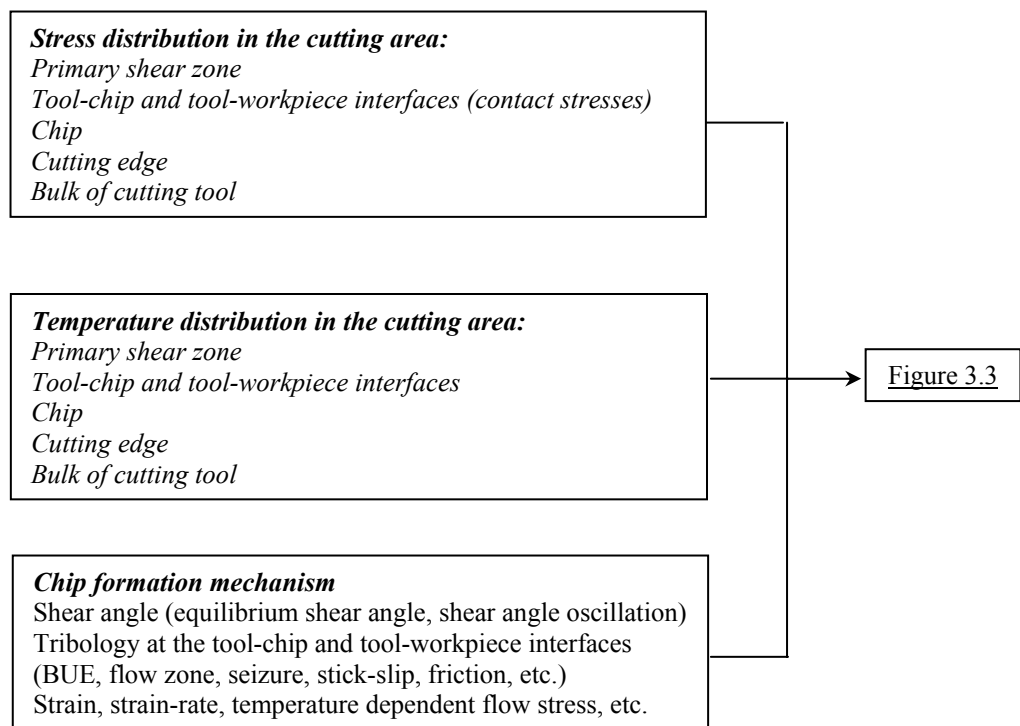 Stress distribution in the cutting area:
Primary shear zone
Tool-chip and tool-workpiece interfaces (contact stresses)
Chip
Cutting edge
Bulk of cutting tool
Temperature distribution in the cutting area:
Primary shear zone
Tool-chip and tool-workpiece interfaces
Chip
Cutting edge
Bulk of cutting tool
Figure 3.3
Chip formation mechanism
Shear angle (equilibrium shear angle, shear angle oscillation)
Tribology at the tool-chip and tool-workpiece interfaces
(BUE, flow zone, seizure, stick-slip, friction, etc.)
Strain, strain-rate, temperature dependent flow stress, etc.